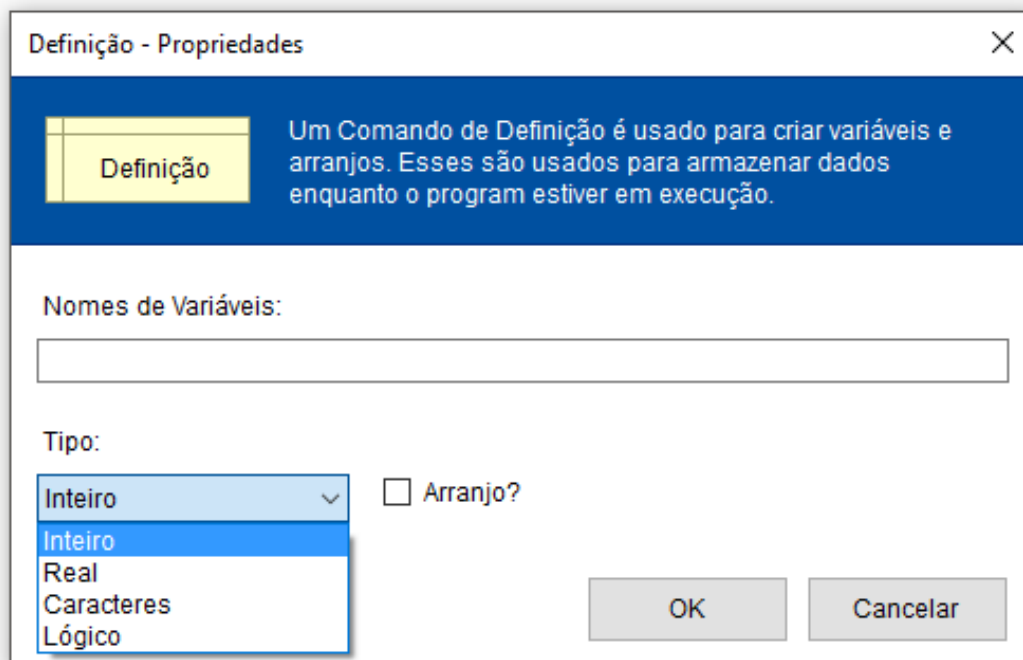 Definição - Propriedades
Definição
Um Comando de Definição é usado para criar variáveis e
arranjos. Esses são usados para armazenar dados
enquanto o program estiver em execução.
Nomes de Variáveis:
Tipo:
Inteiro
Arranjo?
Inteiro
Real
Caracteres
Lógico
OK
Cancelar